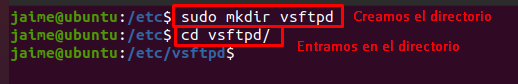 jaime@ubuntu:/etc$ sudo mkdir vsftpd Creamos el directorio
jaime@ubuntu:/etc$ cd vsftpd/ Entramos en el directorio
jaime@ubuntu:/etc/vsftpd$